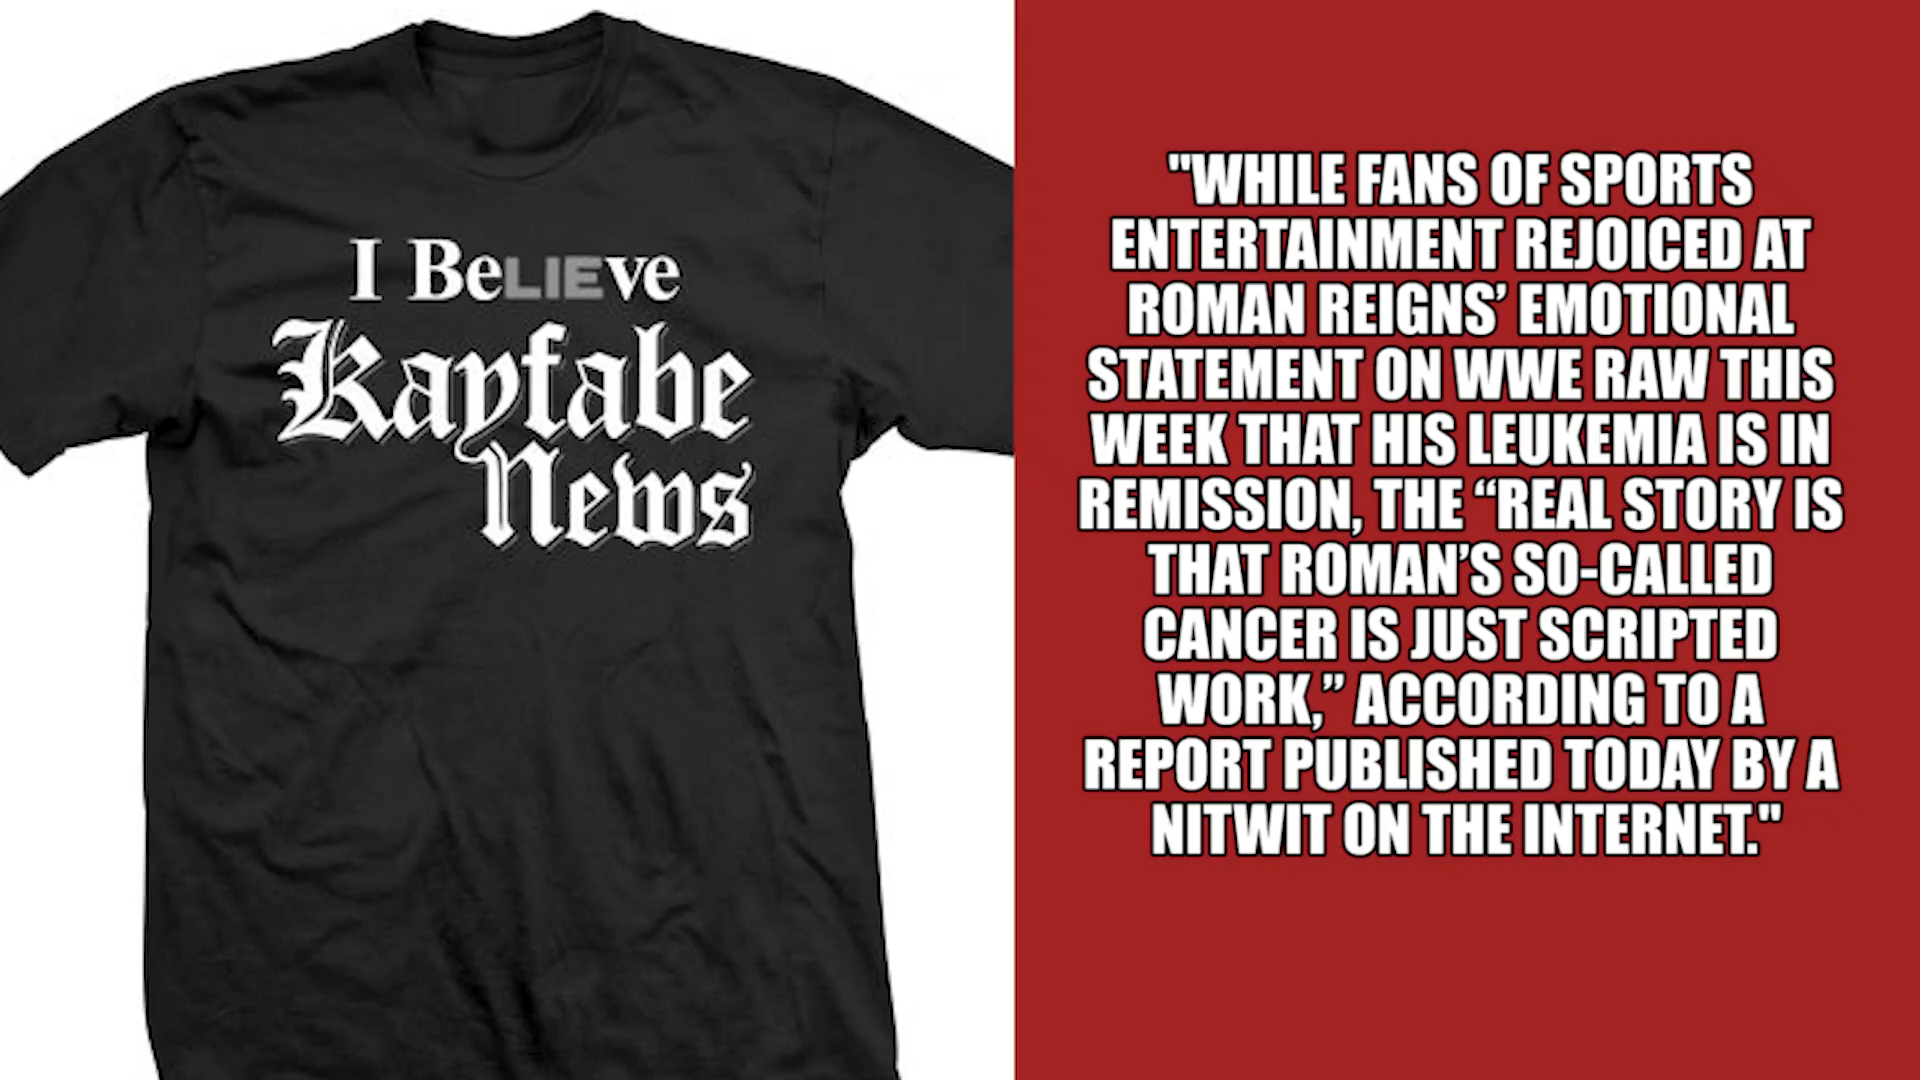 I BeLIEve
Kayfabe
News
"WHILE FANS OF SPORTS
ENTERTAINMENT REJOICED AT
ROMAN REIGNS’ EMOTIONAL
STATEMENT ON WWE RAW THIS
WEEK THAT HIS LEUKEMIA IS IN
REMISSION, THE “REAL STORY IS
THAT ROMAN’S SO-CALLED
CANCER IS JUST SCRIPTED
WORK,” ACCORDING TO A
REPORT PUBLISHED TODAY BY A
NITWIT ON THE INTERNET."